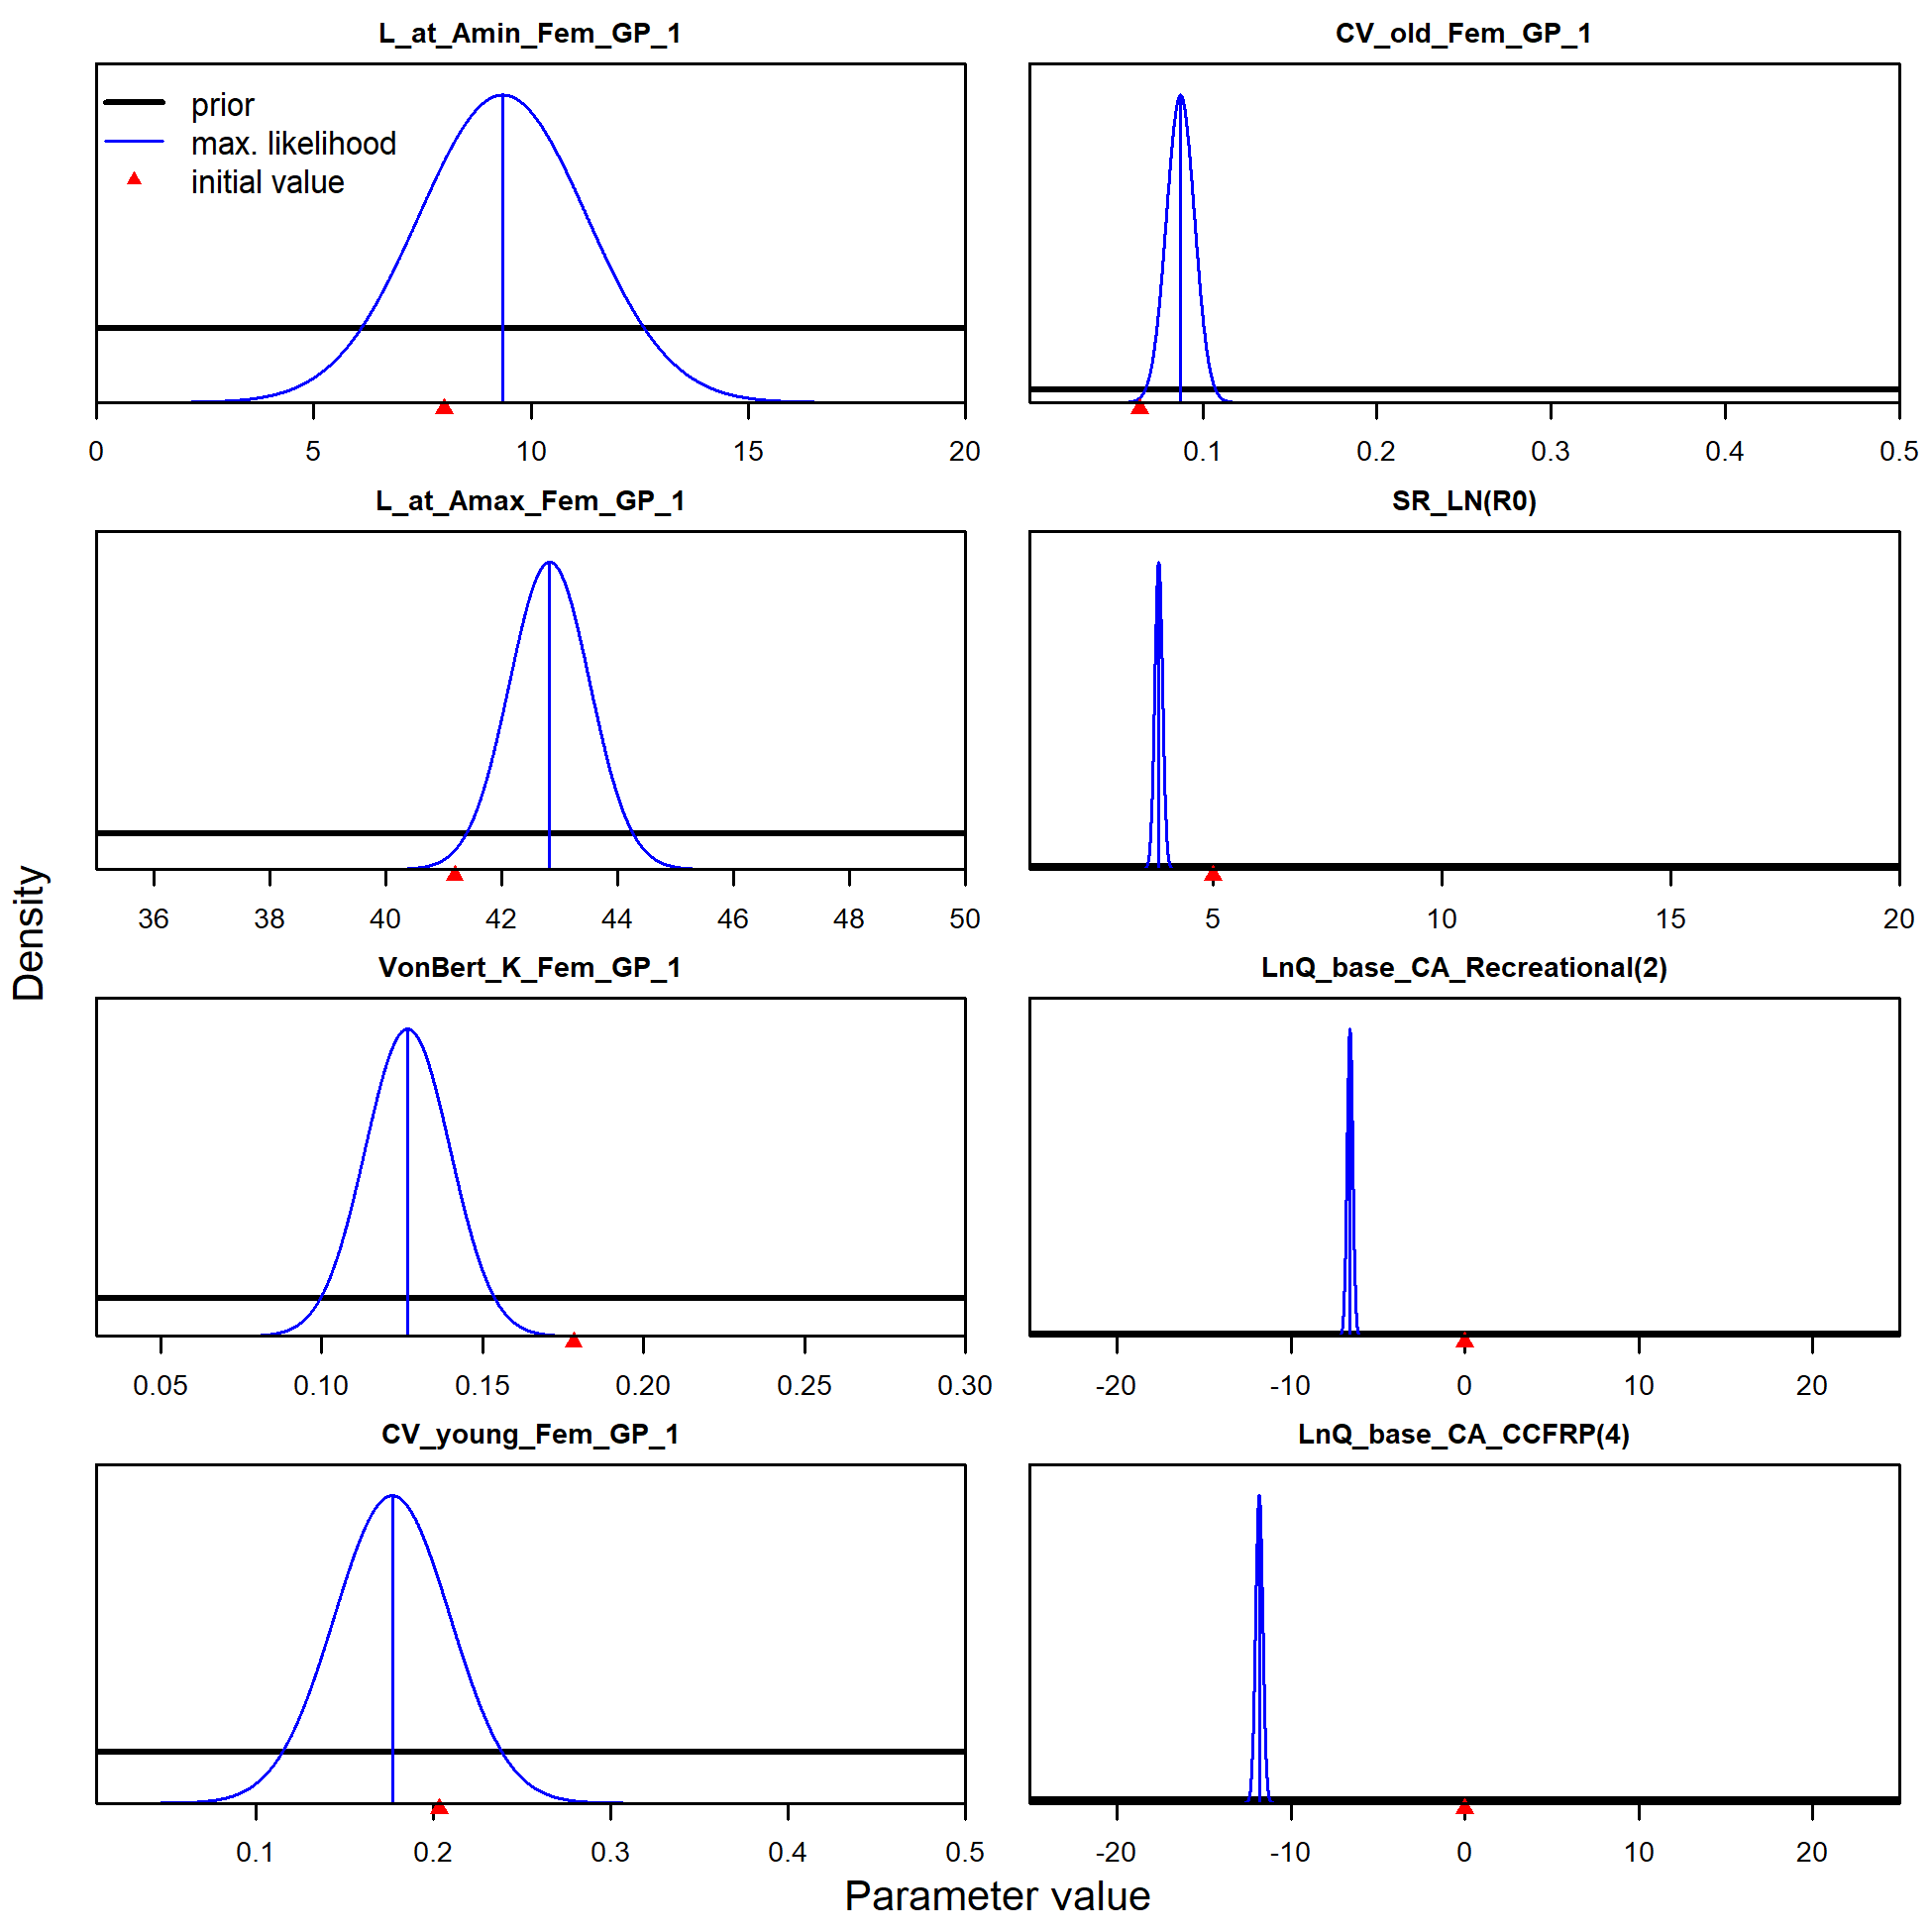 L_at_Amin_Fem_GP_1
prior
max. likelihood
initial value
0 5 10 15 20
CV_old_Fem_GP_1
0.1 0.2 0.3 0.4 0.5
L_at_Amax_Fem_GP_1
36 38 40 42 44 46 48 50
SR_LN(R0)
5 10 15 20
VonBert_K_Fem_GP_1
0.05 0.10 0.15 0.20 0.25 0.30
LnQ_base_CA_Recreational(2)
-20 -10 0 10 20
CV_young_Fem_GP_1
0.1 0.2 0.3 0.4 0.5
LnQ_base_CA_CCFRP(4)
-20 -10 0 10 20
Density
Parameter value